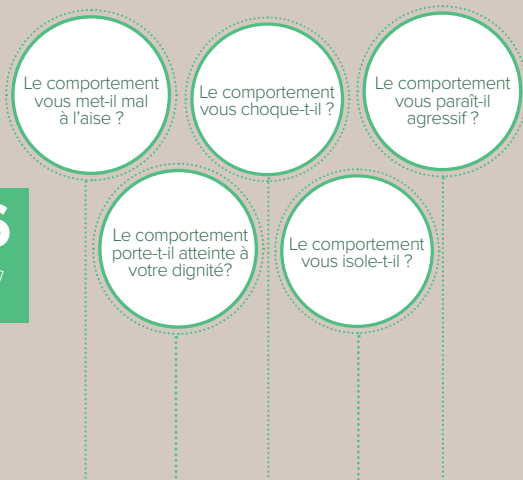 Le comportement
vous met-il mal
à l’aise ?
Le comportement
vous choque-t-il ?
Le comportement
vous paraît-il
agressif ?
S
Le comportement
porte-t-il atteinte à
votre dignité?
Le comportement
vous isole-t-il ?